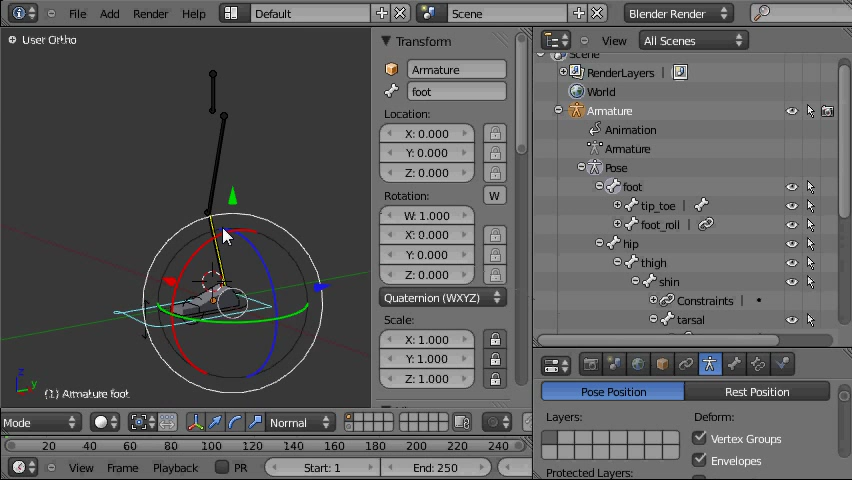 File Add Render Help Default Scene Blender Render
User Ortho
Transform
Armature
foot
Location:
X: 0.000
Y: 0.000
Z: 0.000
Rotation: W
W: 1.000
X: 0.000
Y: 0.000
Z: 0.000
Quaternion (WXYZ)
Scale:
X: 1.000
Y: 1.000
Z: 1.000
View All Scenes
Scene
RenderLayers
World
Armature
Animation
Armature
Pose
foot
tip_toe
foot_roll
hip
thigh
shin
Constraints
tarsal
z
y
(1) Armature foot
Pose Position Rest Position
Layers: Deform:
Vertex Groups
Envelopes
Protected Layers:
Mode Normal
20 40 60 80 100 120 140 160 180 200 220 240
View Frame Playback PR Start: 1 End: 250